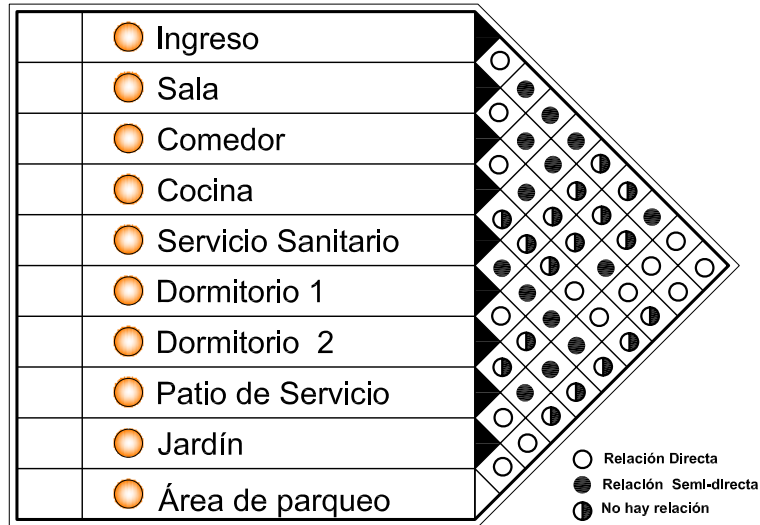 Ingreso
Sala
Comedor
Cocina
Servicio Sanitario
Dormitorio 1
Dormitorio 2
Patio de Servicio
Jardín
Área de parqueo
Relación Directa
Relación Semi-directa
No hay relación